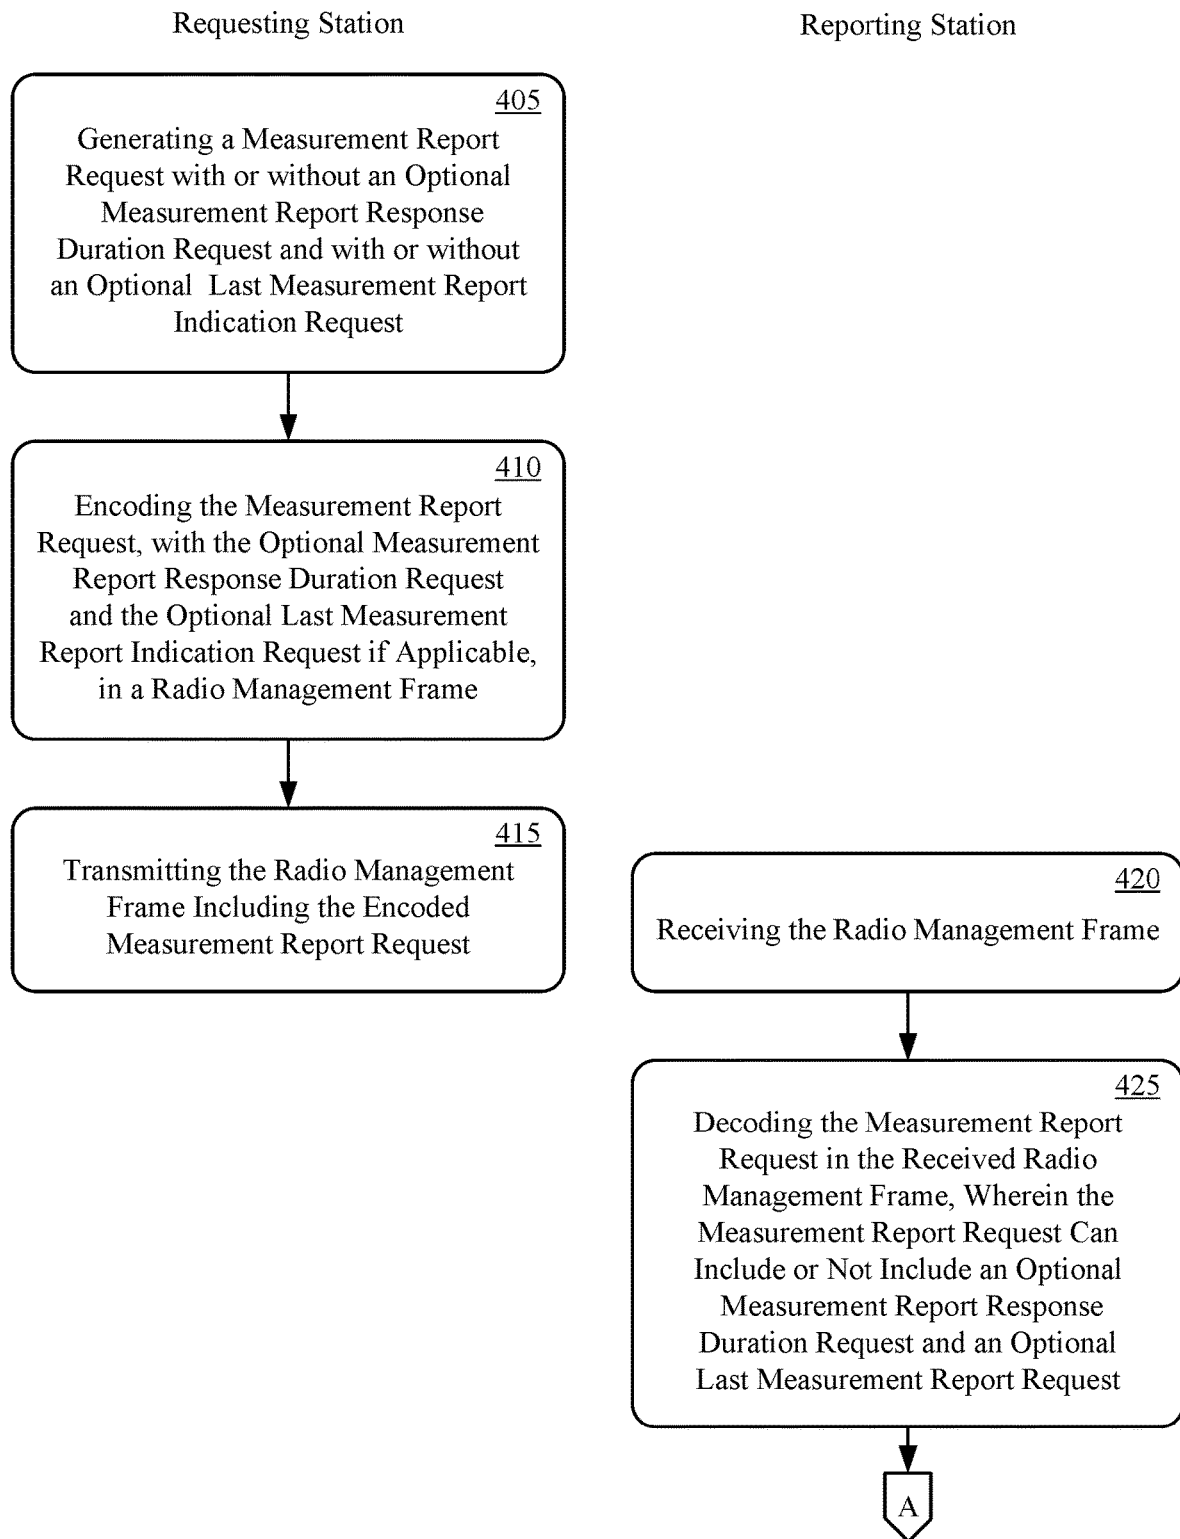 Requesting Station
Reporting Station
405
Generating a Measurement Report
Request with or without an Optional
Measurement Report Response
Duration Request and with or without
an Optional Last Measurement Report
Indication Request
410
Encoding the Measurement Report
Request, with the Optional Measurement
Report Response Duration Request
and the Optional Last Measurement
Report Indication Request if Applicable,
in a Radio Management Frame
415
Transmitting the Radio Management
Frame Including the Encoded
Measurement Report Request
420
Receiving the Radio Management Frame
425
Decoding the Measurement Report
Request in the Received Radio
Management Frame, Wherein the
Measurement Report Request Can
Include or Not Include an Optional
Measurement Report Response
Duration Request and an Optional
Last Measurement Report Request
A